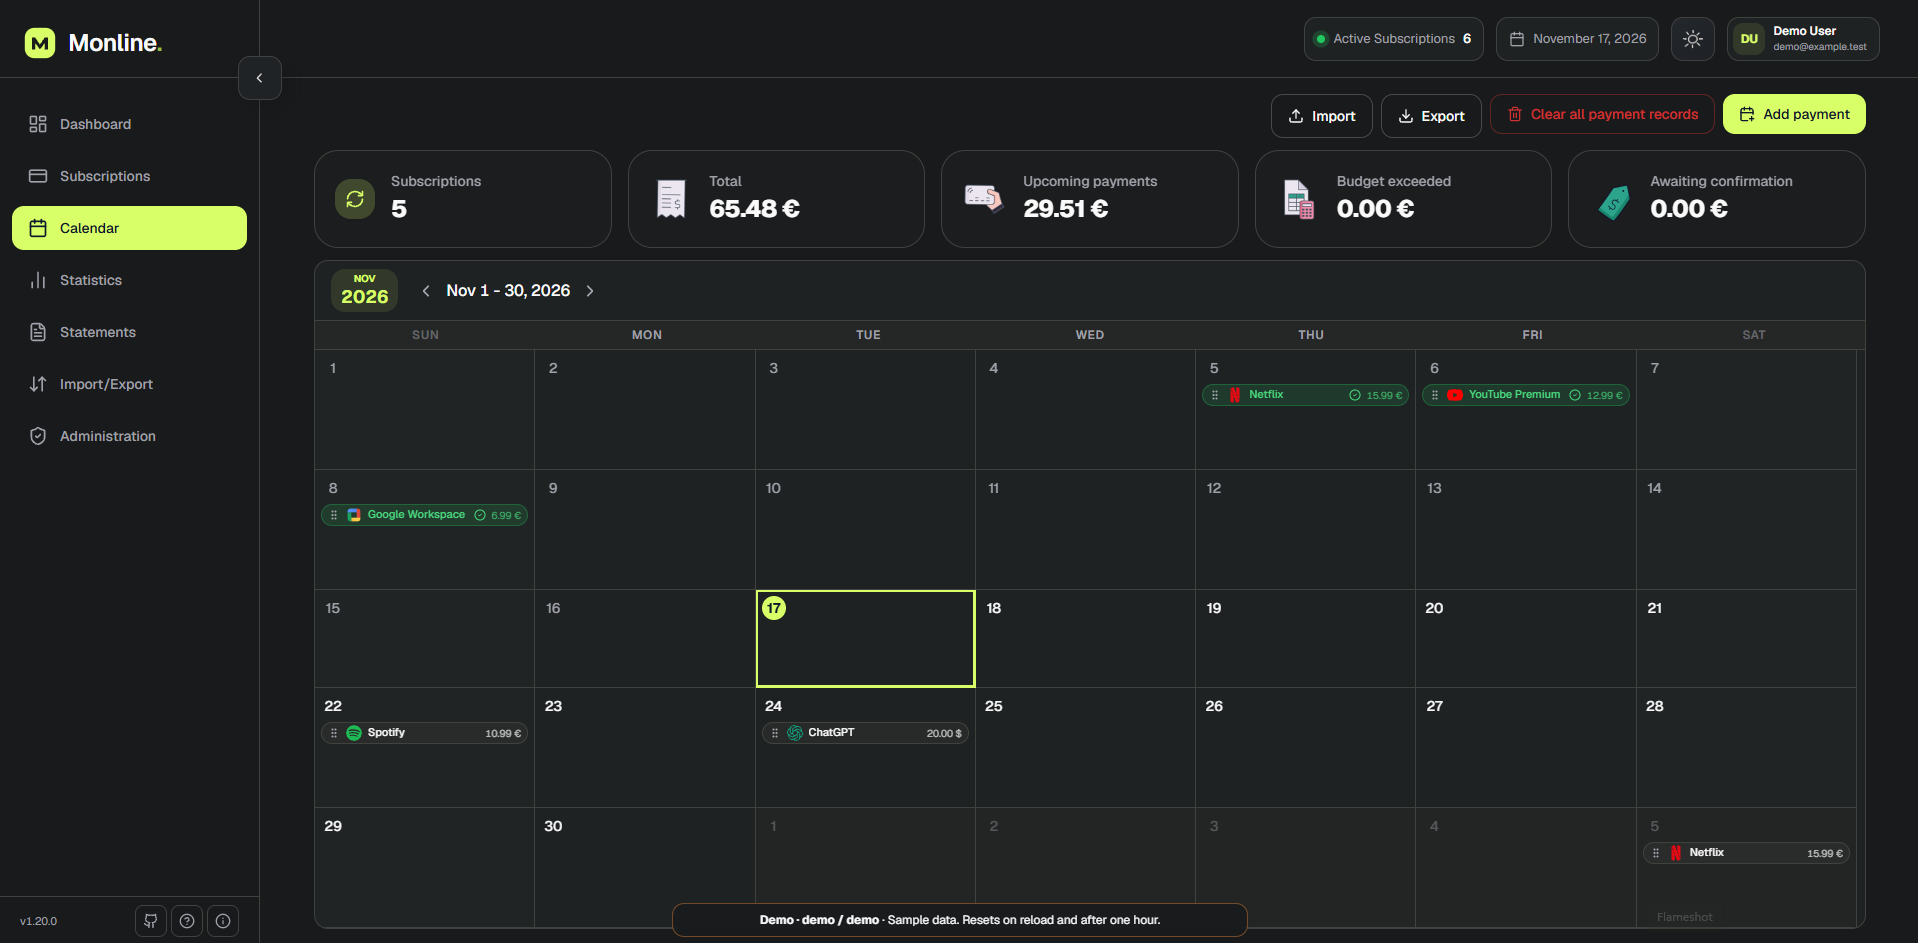 Monline.
Active Subscriptions 6
November 17, 2026
DU
Demo User
demo@example.test
Dashboard
Subscriptions
Calendar
Statistics
Statements
Import/Export
Administration
v1.20.0
Import
Export
Clear all payment records
Add payment
Subscriptions
5
Total
65.48 €
Upcoming payments
29.51 €
Budget exceeded
0.00 €
Awaiting confirmation
0.00 €
NOV
2026
Nov 1 - 30, 2026
SUN MON TUE WED THU FRI SAT
1 2 3 4 5 6 7
Netflix 15.99 €
YouTube Premium 12.99 €
8 9 10 11 12 13 14
Google Workspace 6.99 €
15 16 17 18 19 20 21
22 23 24 25 26 27 28
Spotify 10.99 €
ChatGPT 20.00 $
29 30 1 2 3 4 5
Netflix 15.99 €
Demo · demo / demo · Sample data. Resets on reload and after one hour.
Flameshot